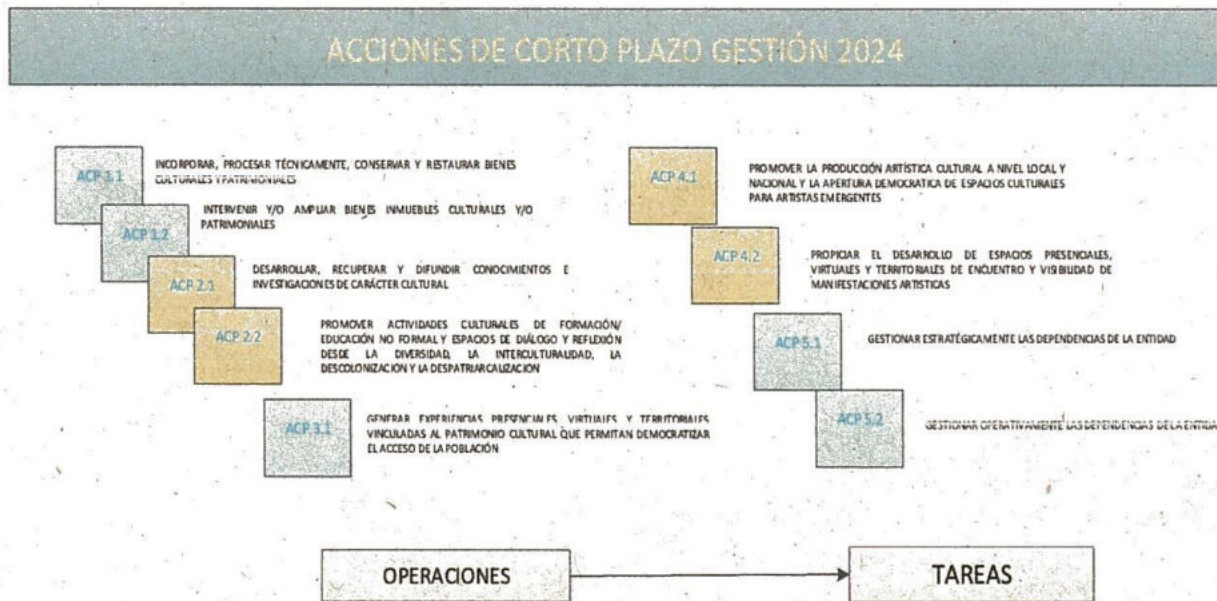 ACCIONES DE CORTO PLAZO GESTIÓN 2024
ACP 1.1
INCORPORAR, PROCESAR TÉCNICAMENTE, CONSERVAR Y RESTAURAR BIENES
CULTURALES Y PATRIMONIALES
ACP 1.2
INTERVENIR Y/O AMPLIAR BIENES INMUEBLES CULTURALES Y/O
PATRIMONIALES
ACP 2.1
DESARROLLAR, RECUPERAR Y DIFUNDIR CONOCIMIENTOS E
INVESTIGACIONES DE CARÁCTER CULTURAL
ACP 2.2
PROMOVER ACTIVIDADES CULTURALES DE FORMACIÓN/
EDUCACIÓN NO FORMAL Y ESPACIOS DE DIÁLOGO Y REFLEXIÓN
DESDE LA DIVERSIDAD, LA INTERCULTURALIDAD, LA
DESCOLONIZACIÓN Y LA DESPATRIARCALIZACIÓN
ACP 3.1
GENERAR EXPERIENCIAS PRESENCIALES, VIRTUALES Y TERRITORIALES
VINCULADAS AL PATRIMONIO CULTURAL QUE PERMITAN DEMOCRATIZAR
EL ACCESO DE LA POBLACIÓN
ACP 4.1
PROMOVER LA PRODUCCIÓN ARTÍSTICA CULTURAL A NIVEL LOCAL Y
NACIONAL Y LA APERTURA DEMOCRATICA DE ESPACIOS CULTURALES
PARA ARTISTAS EMERGENTES
ACP 4.2
PROPICIAR EL DESARROLLO DE ESPACIOS PRESENCIALES,
VIRTUALES Y TERRITORIALES DE ENCUENTRO Y VISIBILIDAD DE
MANIFESTACIONES ARTISTICAS
ACP 5.1
GESTIONAR ESTRATÉGICAMENTE LAS DEPENDENCIAS DE LA ENTIDAD
ACP 5.2
GESTIONAR OPERATIVAMENTE LAS DEPENDENCIAS DE LA ENTIDA
OPERACIONES
TAREAS